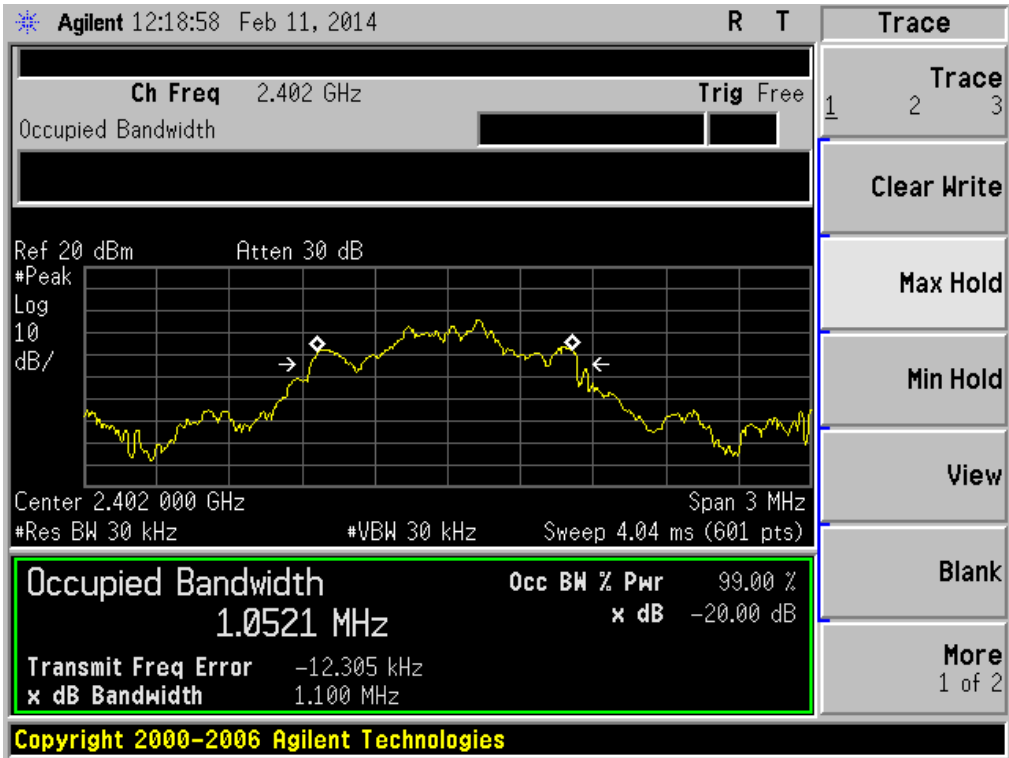 Agilent 12:18:58 Feb 11, 2014 R T
Ch Freq 2.402 GHz Trig Free
Occupied Bandwidth
Ref 20 dBm Atten 30 dB
#Peak
Log
10
dB/
Center 2.402 000 GHz Span 3 MHz
#Res BW 30 kHz #VBW 30 kHz Sweep 4.04 ms (601 pts)
Occupied Bandwidth Occ BW % Pwr 99.00 %
1.0521 MHz x dB -20.00 dB
Transmit Freq Error -12.305 kHz
x dB Bandwidth 1.100 MHz
Copyright 2000-2006 Agilent Technologies
Trace
Trace
1 2 3
Clear Write
Max Hold
Min Hold
View
Blank
More
1 of 2